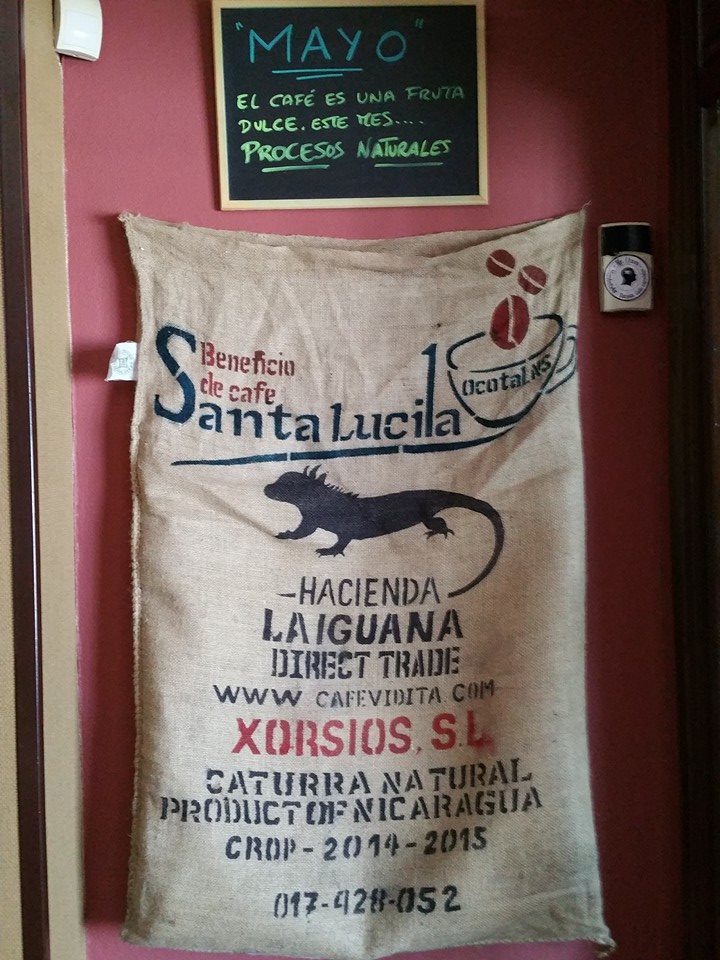 "MAYO"
EL CAFÉ ES UNA FRUTA
DULCE. ESTE MES....
PROCESOS NATURALES
Beneficio
de cafe
Santa Lucila
Ocotal, N.S
-HACIENDA
LA IGUANA
DIRECT TRADE
WWW CAFEVIDITA.COM
XORSIOS, S.L
CATURRA NATURAL
PRODUCT OF NICARAGUA
CROP-2014-2015
017-428-052